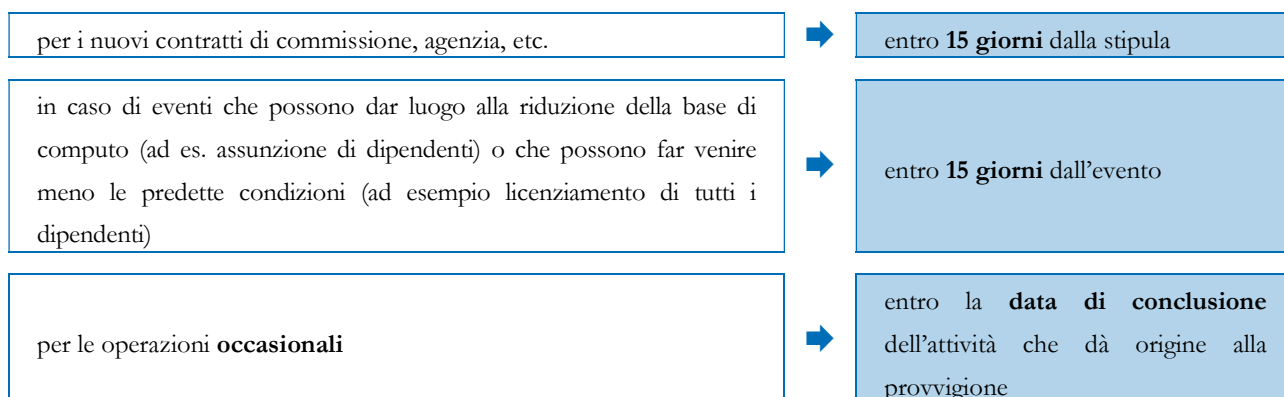 per i nuovi contratti di commissione, agenzia, etc.
entro 15 giorni dalla stipula
in caso di eventi che possono dar luogo alla riduzione della base di
computo (ad es. assunzione di dipendenti) o che possono far venire
meno le predette condizioni (ad esempio licenziamento di tutti i
dipendenti)
entro 15 giorni dall’evento
per le operazioni occasionali
entro la data di conclusione
dell’attività che dà origine alla
provvigione